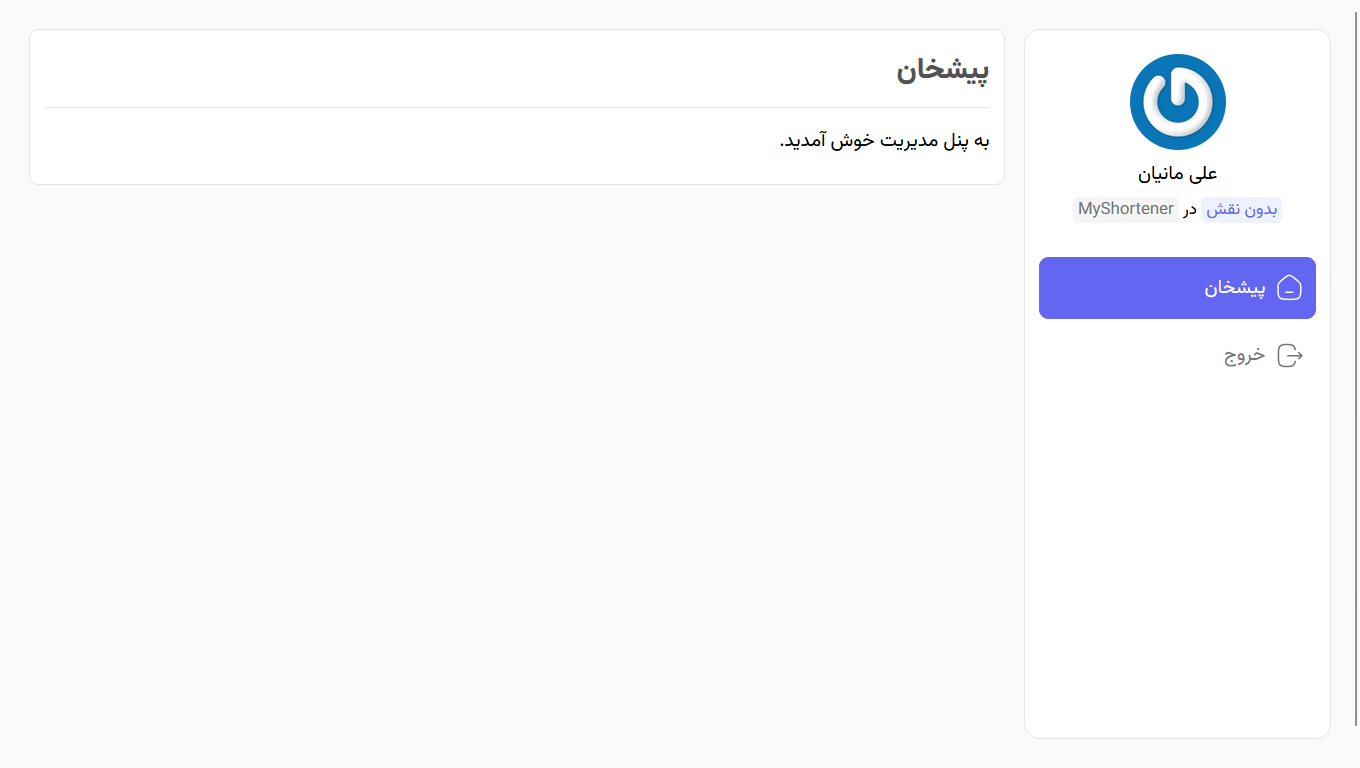 علی مانیان
بدون نقش در MyShortener
پیشخان
خروج
پیشخان
به پنل مدیریت خوش آمدید.